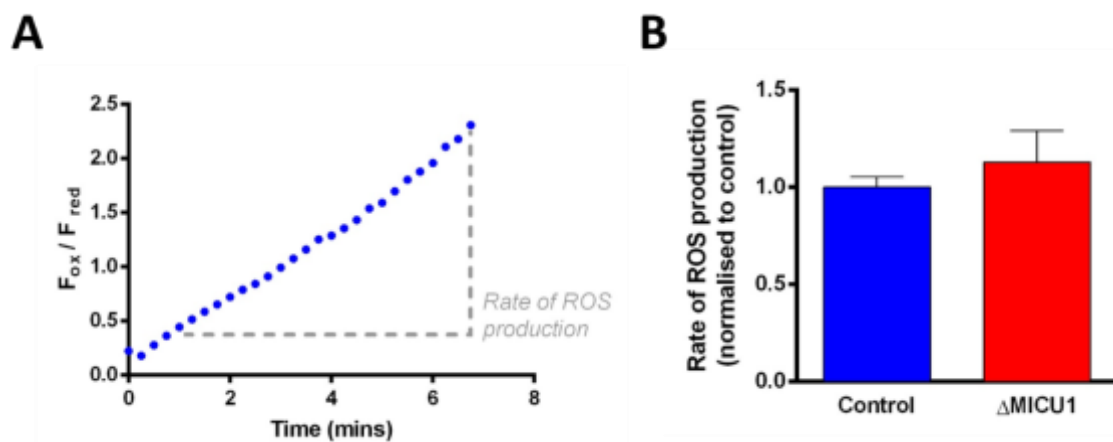 A
B
2.5
2.0
1.5
1.0
0.5
0.0
F ox / F red
0
2
4
6
8
Time (mins)
Rate of ROS
production
1.5
1.0
0.5
0.0
Rate of ROS production
(normalised to control)
Control
ΔMICU1